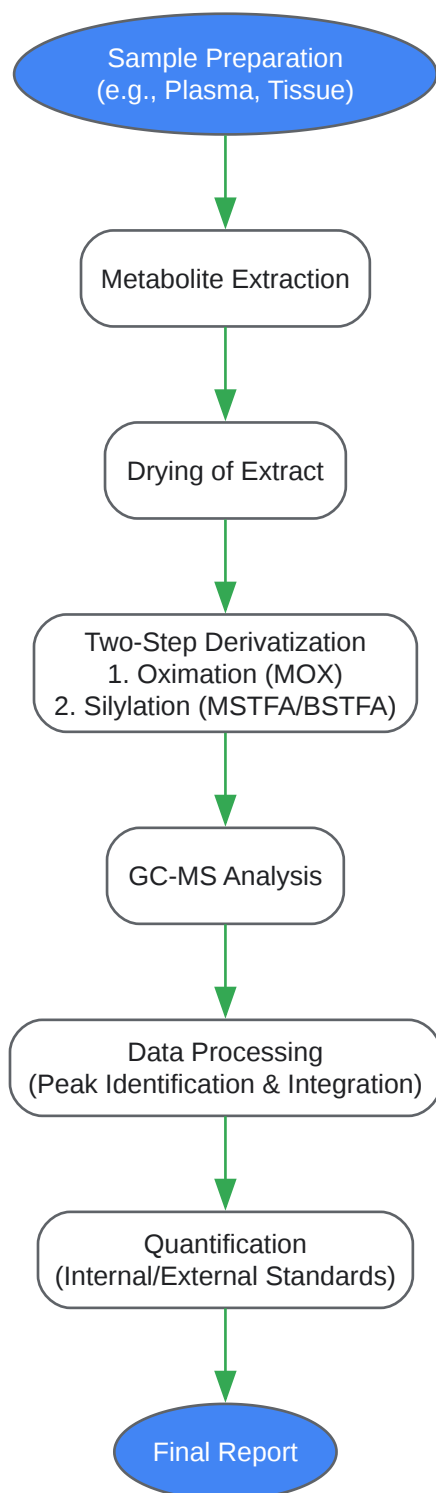 Sample Preparation
(e.g., Plasma, Tissue)
Metabolite Extraction
Drying of Extract
Two-Step Derivatization
1. Oximation (MOX)
2. Silylation (MSTFA/BSTFA)
GC-MS Analysis
Data Processing
(Peak Identification & Integration)
Quantification
(Internal/External Standards)
Final Report